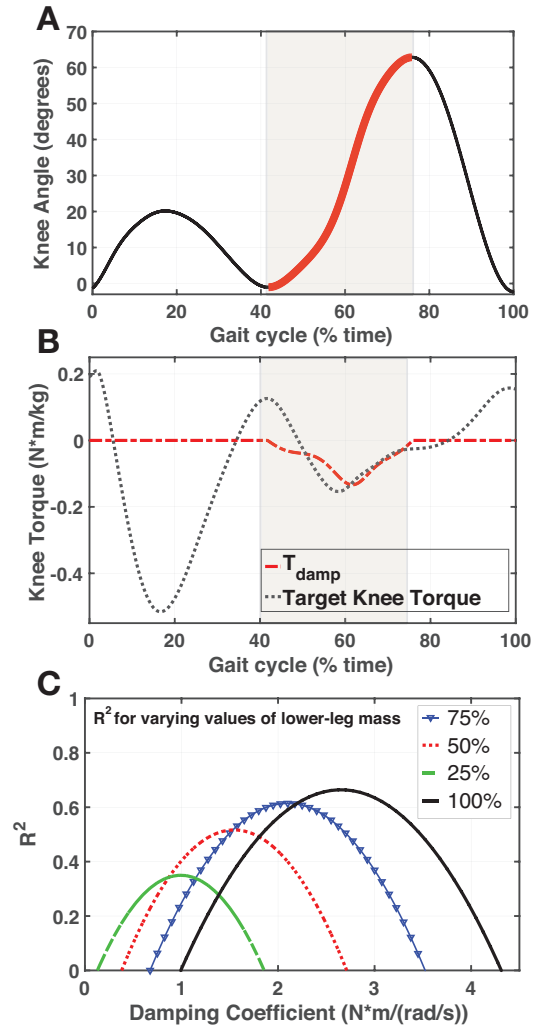 A
70
60
50
40
30
20
10
0
Knee Angle (degrees)
0 20 40 60 80 100
Gait cycle (% time)
B
0.2
0
-0.2
-0.4
Knee Torque (N*m/kg)
T_damp
Target Knee Torque
0 20 40 60 80 100
Gait cycle (% time)
C
1
0.8
0.6
0.4
0.2
0
R²
R² for varying values of lower-leg mass
75%
50%
25%
100%
0 1 2 3 4
Damping Coefficient (N*m/(rad/s))